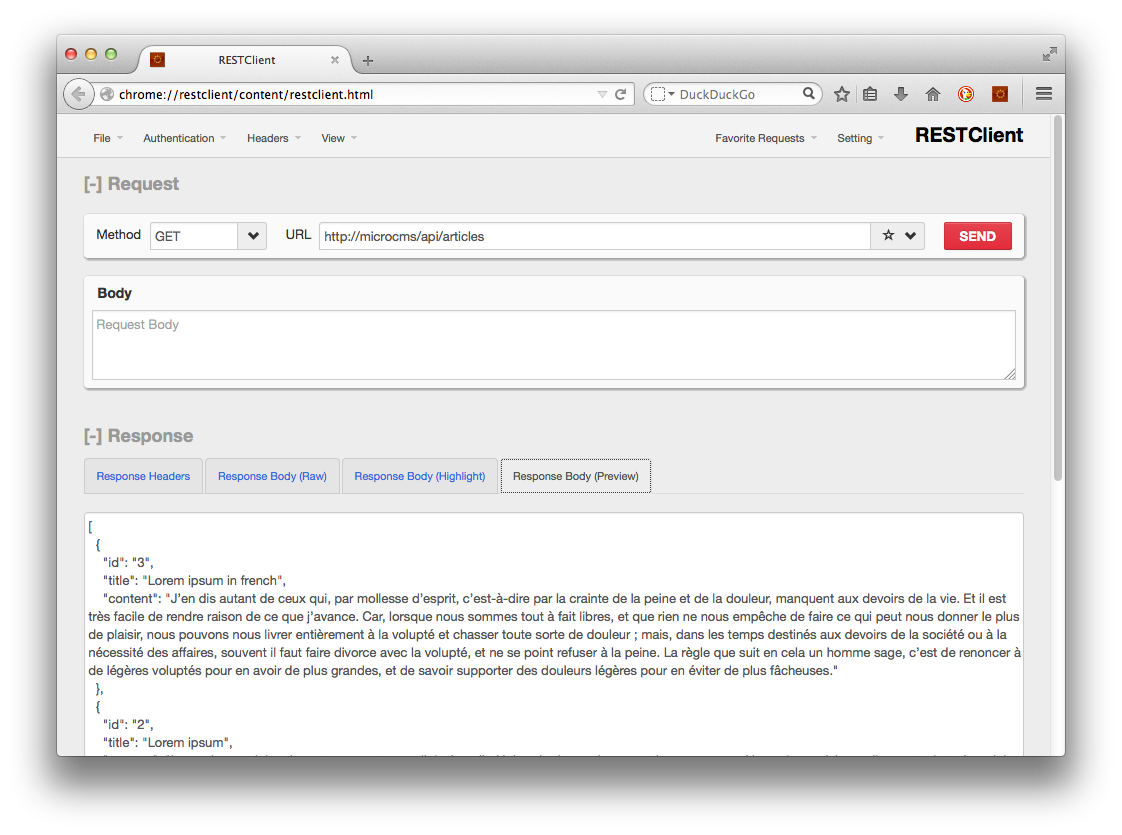 RESTClient
chrome://restclient/content/restclient.html
DuckDuckGo
File Authentication Headers View Favorite Requests Setting RESTClient
[-] Request
Method GET URL http://microcms/api/articles SEND
Body
Request Body
[-] Response
Response Headers Response Body (Raw) Response Body (Highlight) Response Body (Preview)
[
{
"id": "3",
"title": "Lorem ipsum in french",
"content": "J’en dis autant de ceux qui, par mollesse d’esprit, c’est-à-dire par la crainte de la peine et de la douleur, manquent aux devoirs de la vie. Et il est
très facile de rendre raison de ce que j’avance. Car, lorsque nous sommes tout à fait libres, et que rien ne nous empêche de faire ce qui peut nous donner le plus
de plaisir, nous pouvons nous livrer entièrement à la volupté et chasser toute sorte de douleur ; mais, dans les temps destinés aux devoirs de la société ou à la
nécessité des affaires, souvent il faut faire divorce avec la volupté, et ne se point refuser à la peine. La règle que suit en cela un homme sage, c’est de renoncer à
de légères voluptés pour en avoir de plus grandes, et de savoir supporter des douleurs légères pour en éviter de plus fâcheuses."
},
{
"id": "2",
"title": "Lorem ipsum",